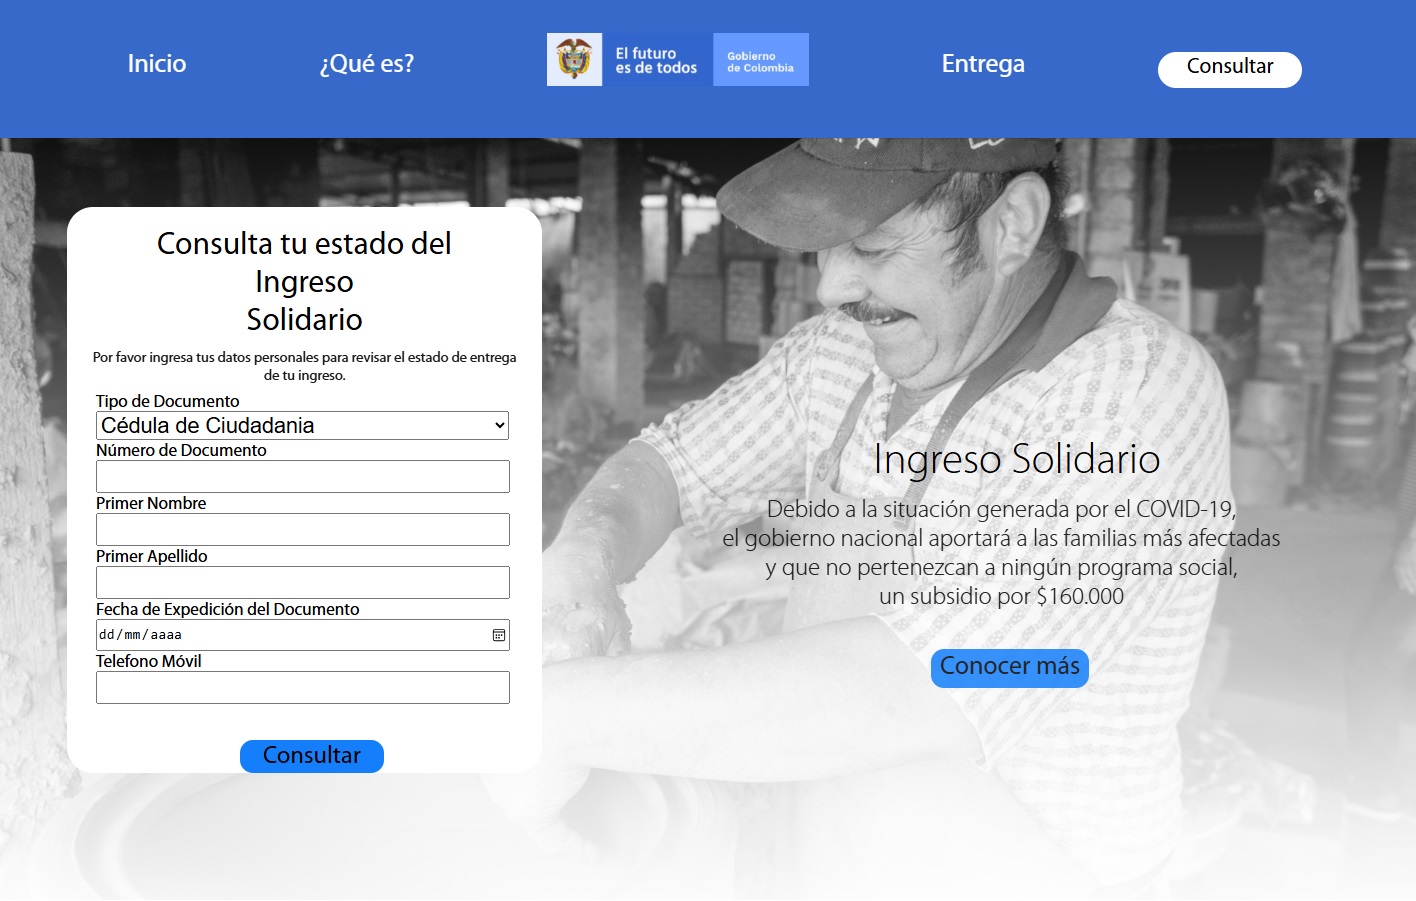 Inicio
¿Qué es?
El futuro
es de todos
Gobierno
de Colombia
Entrega
Consultar
Consulta tu estado del
Ingreso
Solidario
Por favor ingresa tus datos personales para revisar el estado de entrega
de tu ingreso.
Tipo de Documento
Cédula de Ciudadania
Número de Documento
Primer Nombre
Primer Apellido
Fecha de Expedición del Documento
dd/mm/aaaa
Telefono Móvil
Consultar
Ingreso Solidario
Debido a la situación generada por el COVID-19,
el gobierno nacional aportará a las familias más afectadas
y que no pertenezcan a ningún programa social,
un subsidio por $160.000
Conocer más